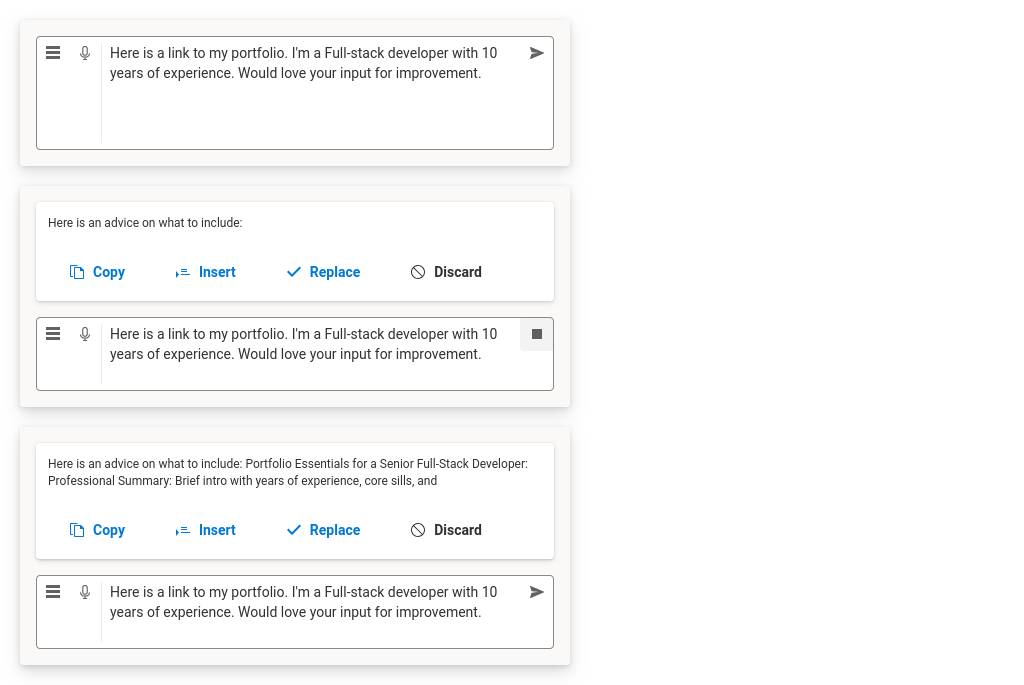 Here is a link to my portfolio. I'm a Full-stack developer with 10
years of experience. Would love your input for improvement.
Here is an advice on what to include:
Copy Insert Replace Discard
Here is a link to my portfolio. I'm a Full-stack developer with 10
years of experience. Would love your input for improvement.
Here is an advice on what to include: Portfolio Essentials for a Senior Full-Stack Developer:
Professional Summary: Brief intro with years of experience, core sills, and
Copy Insert Replace Discard
Here is a link to my portfolio. I'm a Full-stack developer with 10
years of experience. Would love your input for improvement.